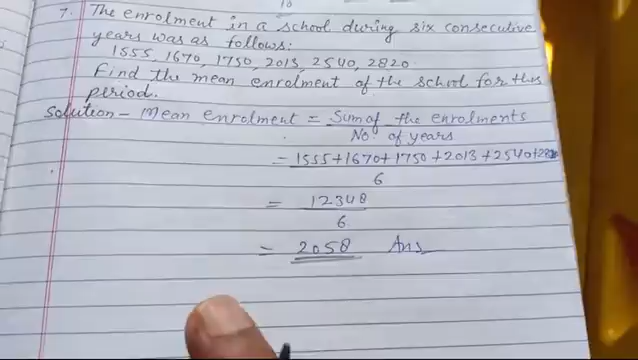 7. The enrolment in a school during six consecutive
years was as follows:
1555, 1670, 1750, 2013, 2540, 2820.
Find the mean enrolment of the school for this
period.
Solution - Mean enrolment = Sum of the enrolments
No. of years
= 1555+1670+1750+2013+2540+2820
6
= 12348
6
= 2058 Ans